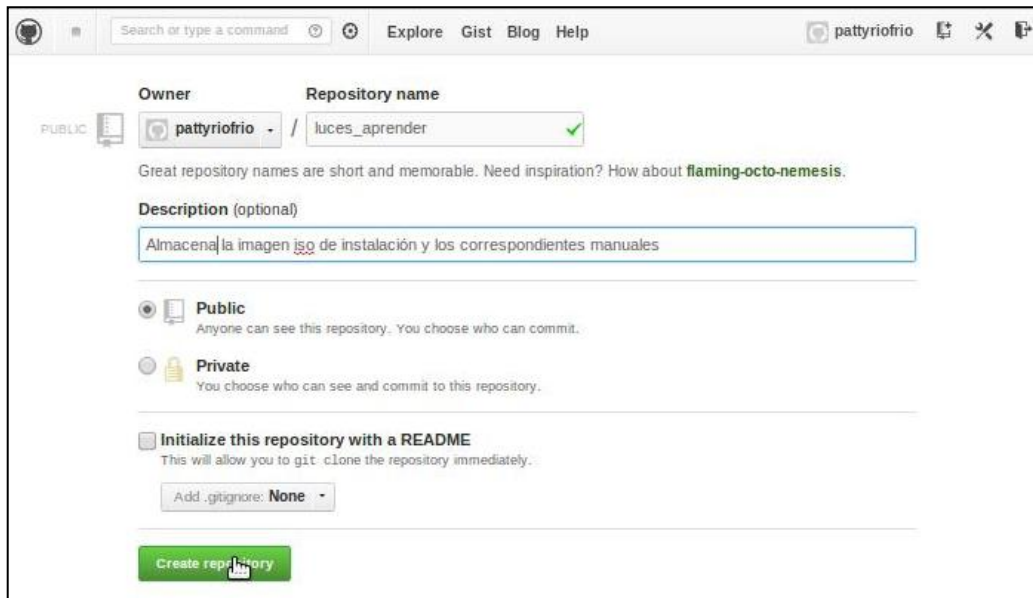 Search or type a command
Explore Gist Blog Help
pattyriofrio
Owner
Repository name
PUBLIC
pattyriofrio / luces_aprender
Great repository names are short and memorable. Need inspiration? How about flaming-octo-nemesis.
Description (optional)
Almacena la imagen iso de instalación y los correspondientes manuales
Public
Anyone can see this repository. You choose who can commit.
Private
You choose who can see and commit to this repository.
Initialize this repository with a README
This will allow you to git clone the repository immediately.
Add .gitignore: None
Create repository